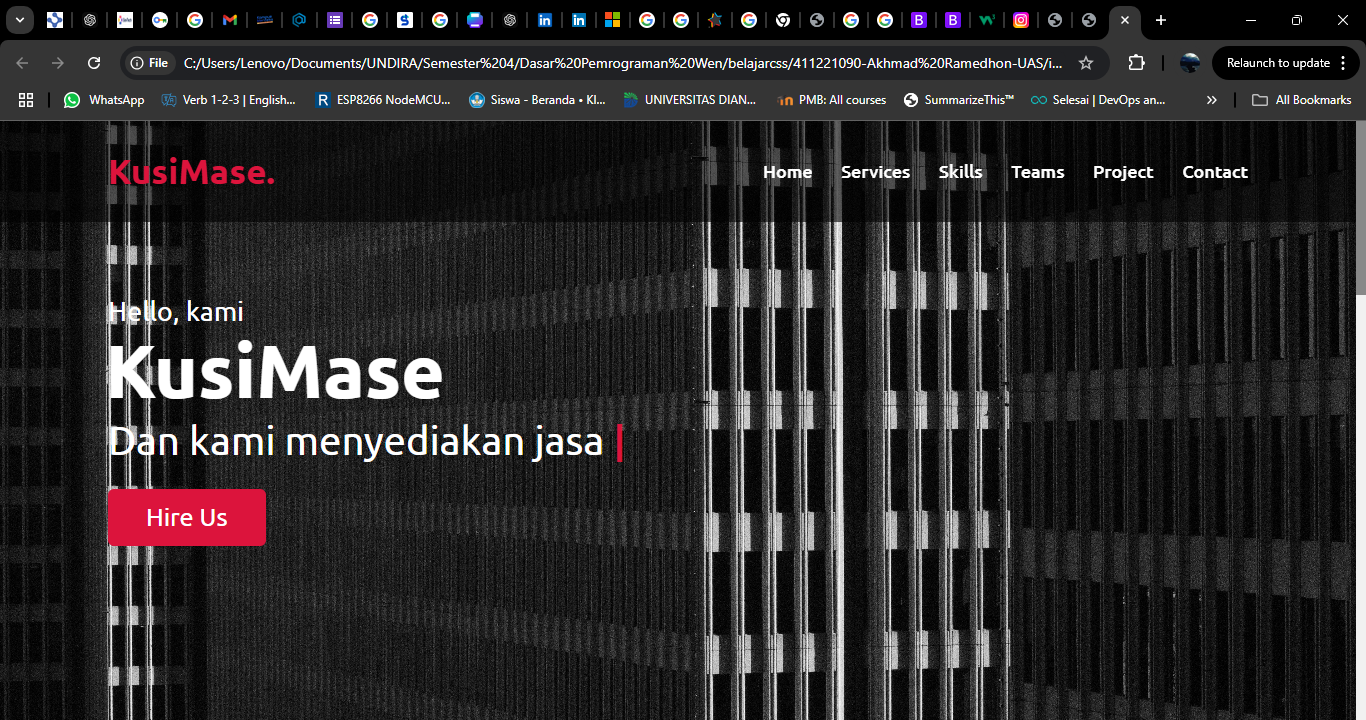 File
C:/Users/Lenovo/Documents/UNDIRA/Semester%204/Dasar%20Pemrograman%20Wen/belajarcss/411221090-Akhmad%20Ramedhon-UAS/i...
Relaunch to update
WhatsApp
Verb 1-2-3 | English...
ESP8266 NodeMCU...
Siswa - Beranda • Kl...
UNIVERSITAS DIAN...
PMB: All courses
SummarizeThis™
Selesai | DevOps an...
All Bookmarks
KusiMase.
Home Services Skills Teams Project Contact
Hello, kami
KusiMase
Dan kami menyediakan jasa |
Hire Us